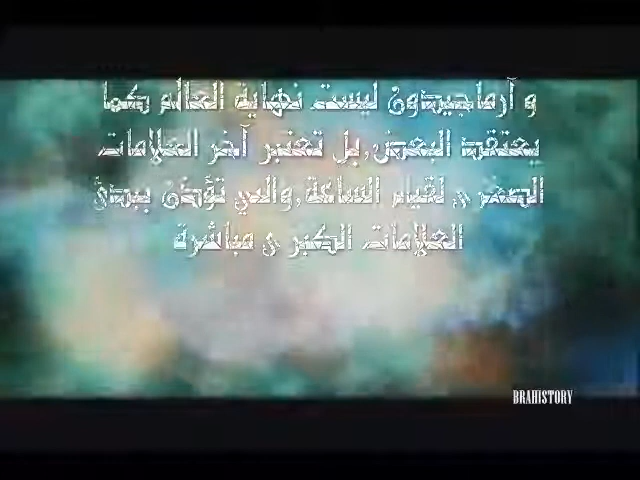 و آرماجيدون ليست نهاية العالم كما
يعتقد البعض,بل تعتبر آخر العلامات
الصغرى لقيام الساعة,والتي تؤذن ببدئ
العلامات الكبرى مباشرة
BRAHISTORY